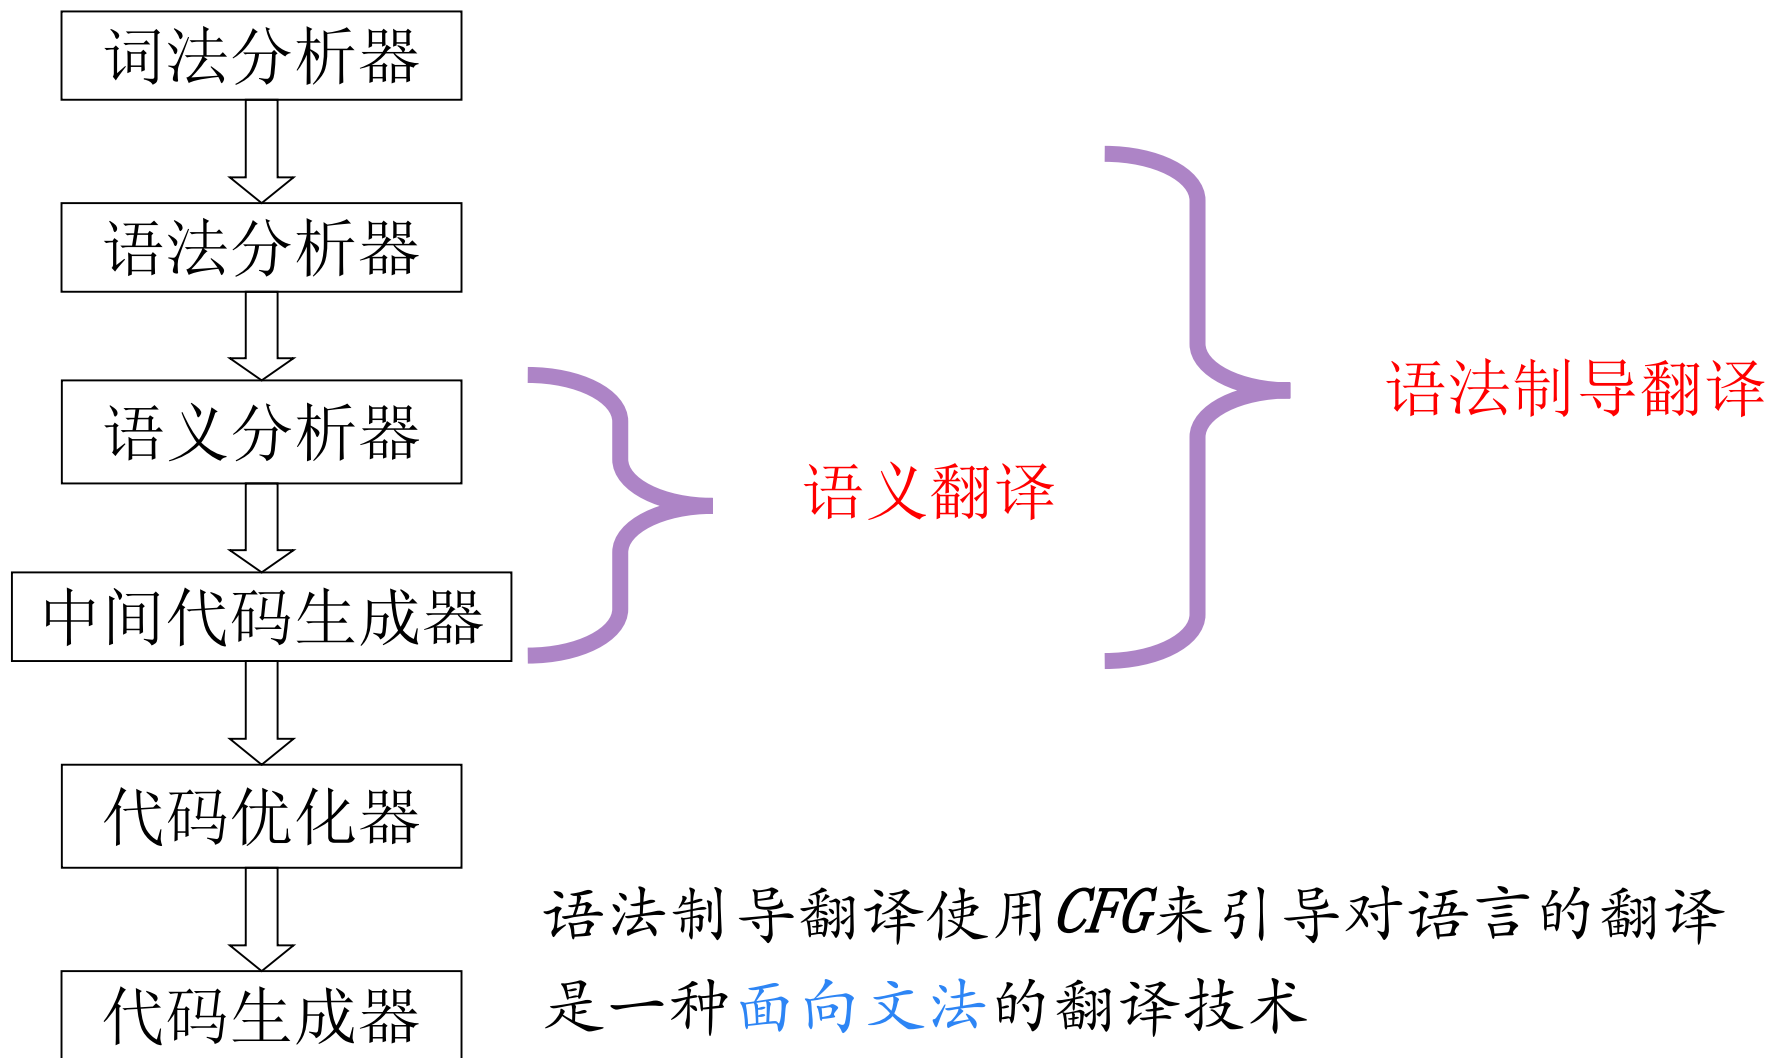 词法分析器
语法分析器
语义分析器
中间代码生成器
代码优化器
代码生成器
语义翻译
语法制导翻译
语法制导翻译使用CFG来引导对语言的翻译
是一种面向文法的翻译技术